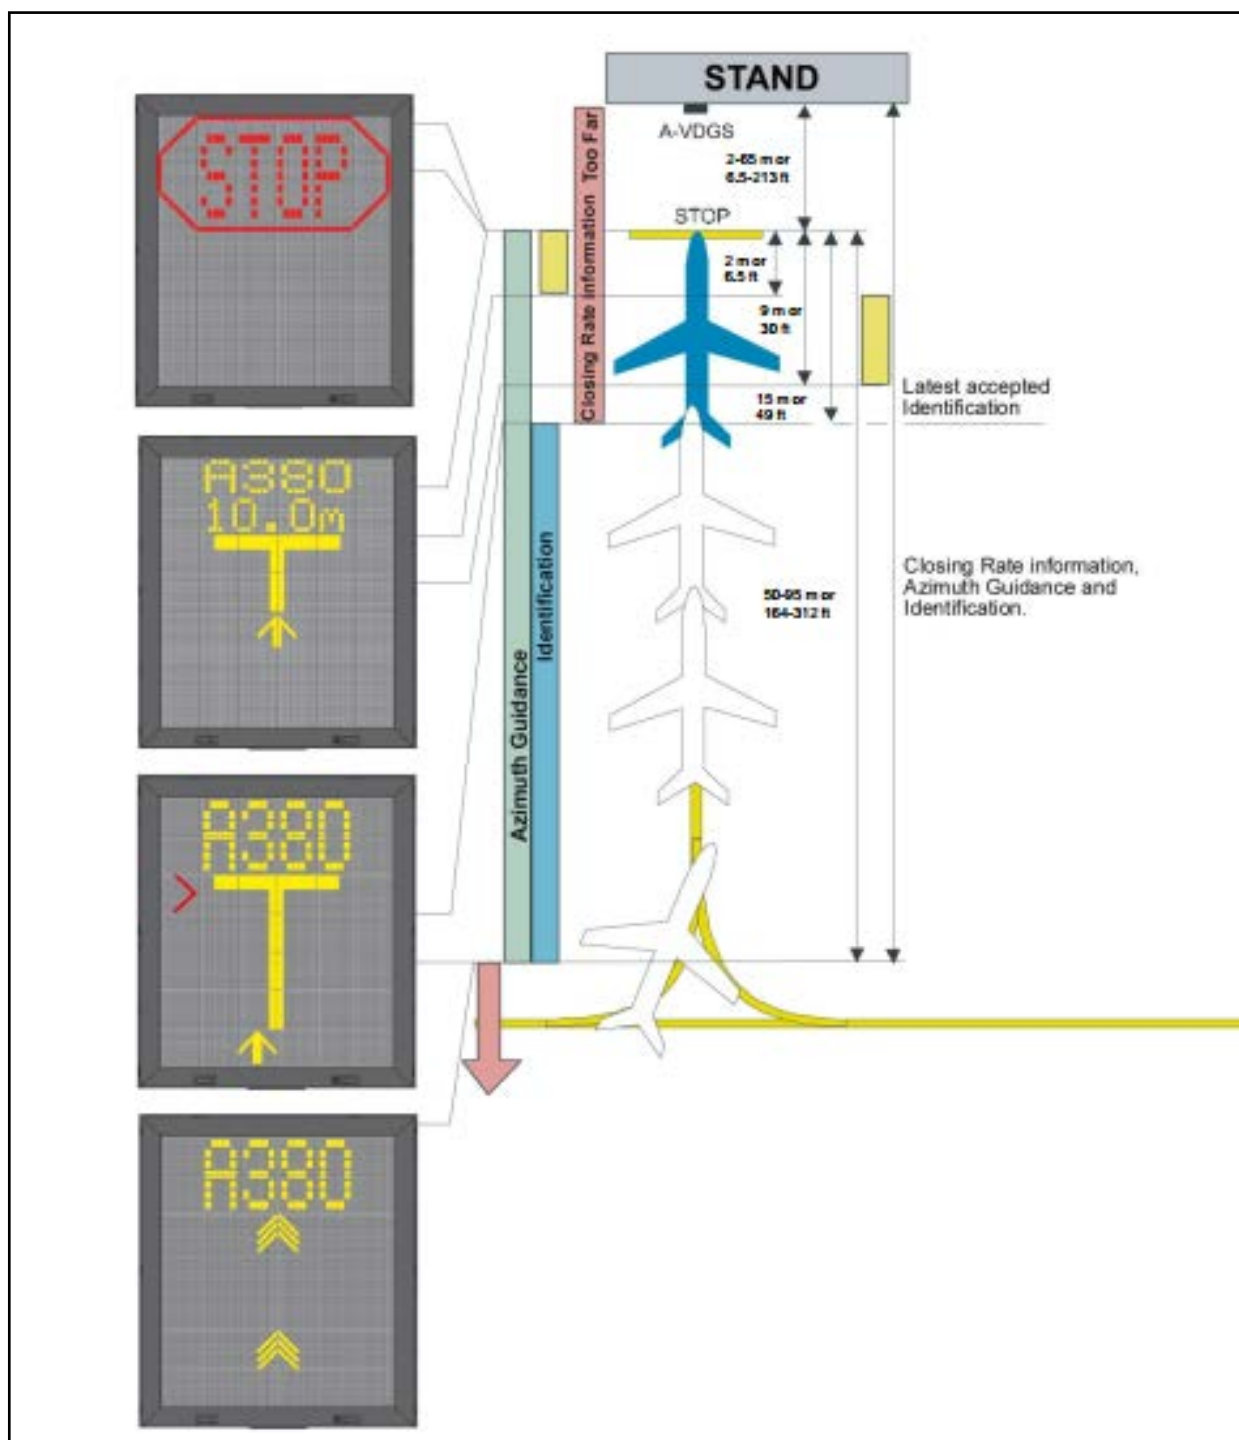 STAND
A-VDGS
2-65 m or
6.5-213 ft
STOP
STOP
2 m or
6.5 ft
9 m or
30 ft
15 m or
49 ft
Closing Rate information Too Far
Latest accepted
Identification
A380
10.0m
Azimuth Guidance
Identification
50-95 m or
164-312 ft
Closing Rate information,
Azimuth Guidance and
Identification.
A380
A380